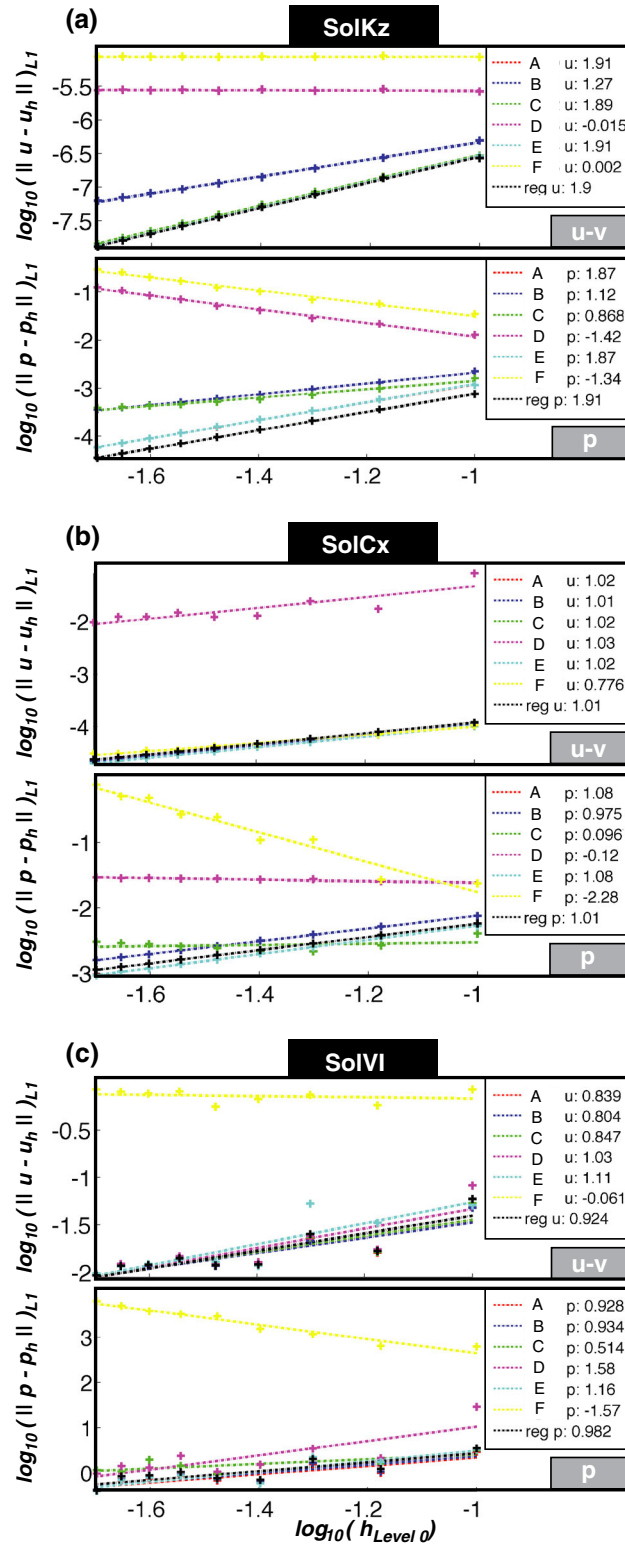 (a)
SolKz
log10( || u - uh || )L1
-5.5
-6
-6.5
-7
-7.5
A u: 1.91
B u: 1.27
C u: 1.89
D u: -0.015
E u: 1.91
F u: 0.002
reg u: 1.9
u-v
log10( || p - ph || )L1
-1
-2
-3
-4
A p: 1.87
B p: 1.12
C p: 0.868
D p: -1.42
E p: 1.87
F p: -1.34
reg p: 1.91
p
-1.6 -1.4 -1.2 -1
(b)
SolCx
log10( || u - uh || )L1
-2
-3
-4
A u: 1.02
B u: 1.01
C u: 1.02
D u: 1.03
E u: 1.02
F u: 0.776
reg u: 1.01
u-v
log10( || p - ph || )L1
-1
-2
-3
A p: 1.08
B p: 0.975
C p: 0.096
D p: -0.12
E p: 1.08
F p: -2.28
reg p: 1.01
p
-1.6 -1.4 -1.2 -1
(c)
SolVI
log10( || u - uh || )L1
-0.5
-1
-1.5
-2
A u: 0.839
B u: 0.804
C u: 0.847
D u: 1.03
E u: 1.11
F u: -0.061
reg u: 0.924
u-v
log10( || p - ph || )L1
3
2
1
0
A p: 0.928
B p: 0.934
C p: 0.514
D p: 1.58
E p: 1.16
F p: -1.57
reg p: 0.982
p
-1.6 -1.4 -1.2 -1
log10( hLevel 0)